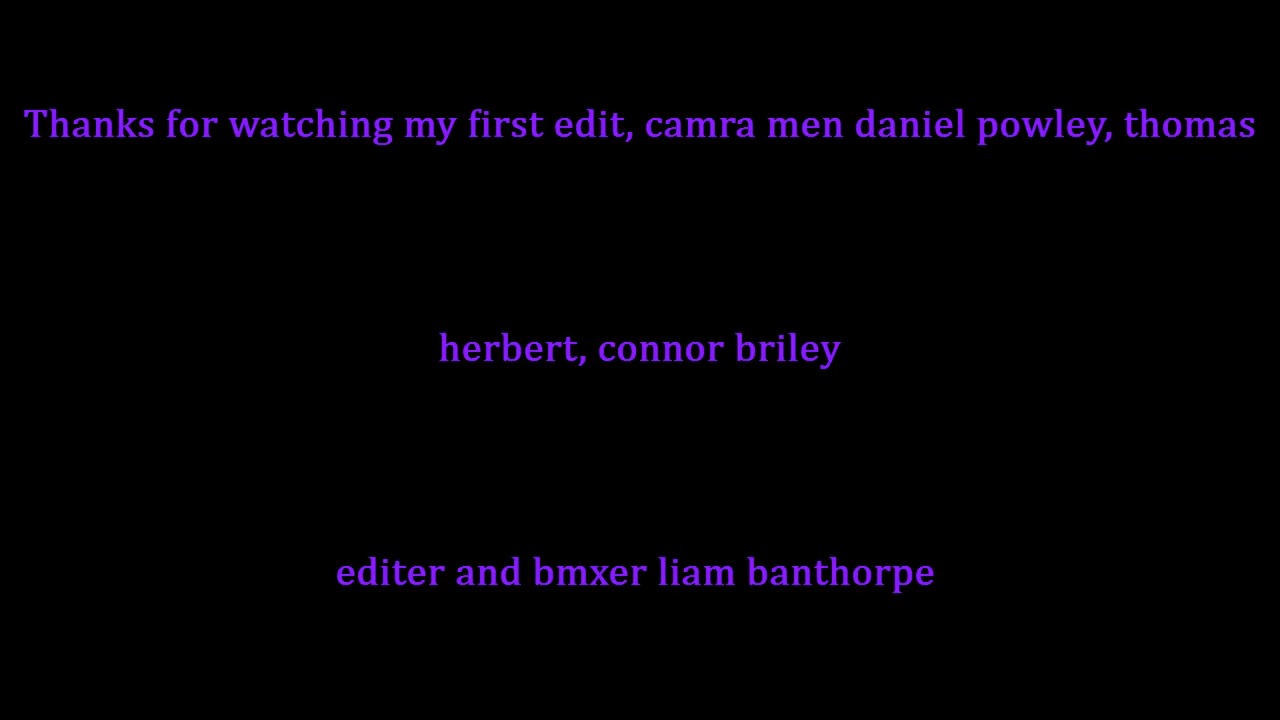 Thanks for watching my first edit, camra men daniel powley, thomas
herbert, connor briley
editer and bmxer liam banthorpe